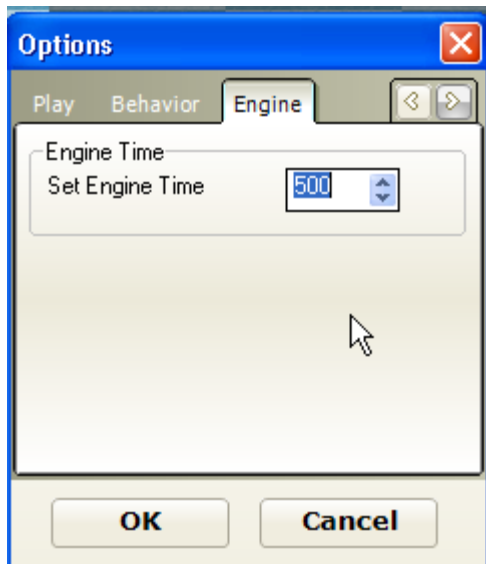 Options
Play Behavior Engine
Engine Time
Set Engine Time 500
OK Cancel